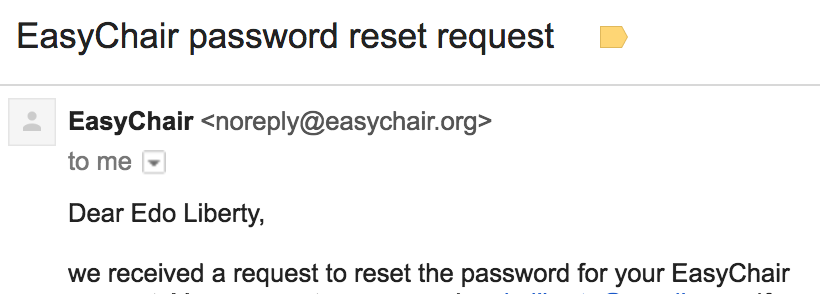 EasyChair password reset request
EasyChair <noreply@easychair.org>
to me
Dear Edo Liberty,
we received a request to reset the password for your EasyChair